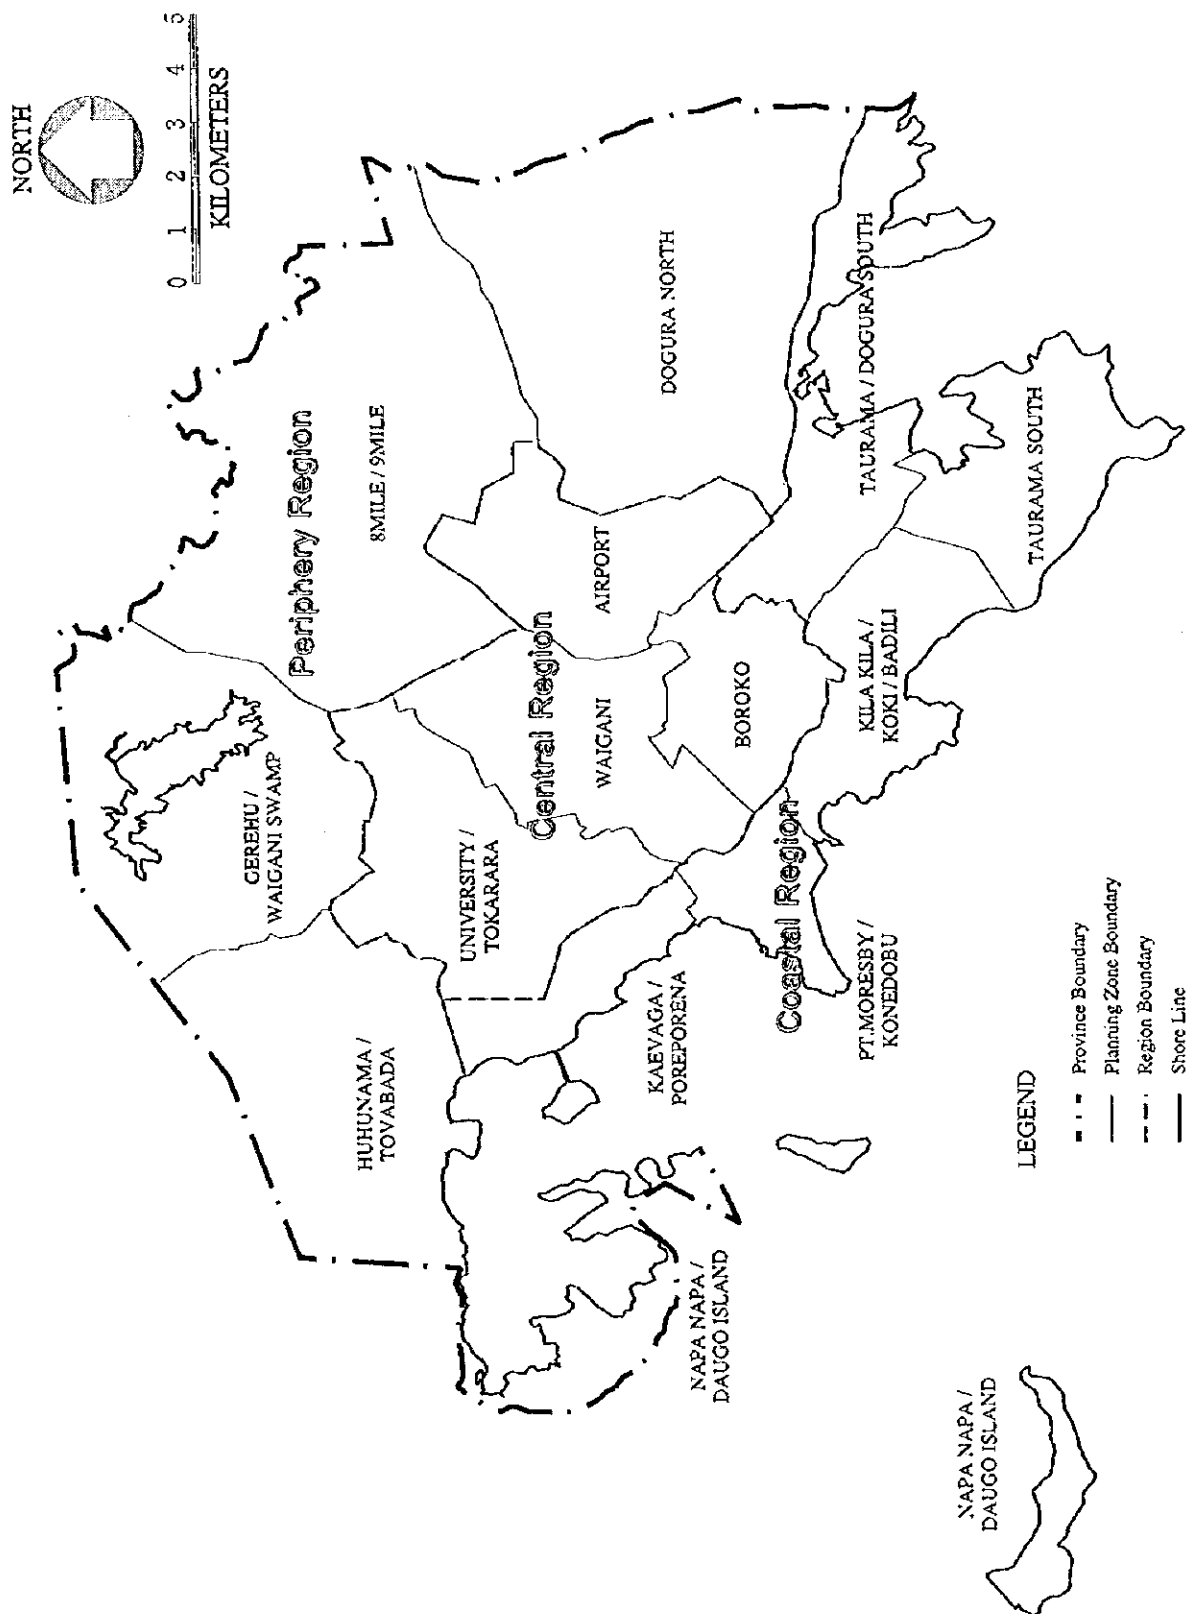 NORTH
0 1 2 3 4 5
KILOMETERS
GEREHU /
WAIGANI SWAMP
Periphery Region
8MILE / 9MILE
HUHUNAMA /
TOVABADA
UNIVERSITY /
TOKARARA
Central Region
WAIGANI
AIRPORT
DOGURA NORTH
KAEVAGA /
POREPORENA
BOROKO
NAPA NAPA /
DAUGO ISLAND
Coastal Region
PT.MORESBY /
KONEDOBU
KILA KILA /
KOKI / BADILI
TAURAMA / DOGURA SOUTH
TAURAMA SOUTH
NAPA NAPA /
DAUGO ISLAND
LEGEND
Province Boundary
Planning Zone Boundary
Region Boundary
Shore Line